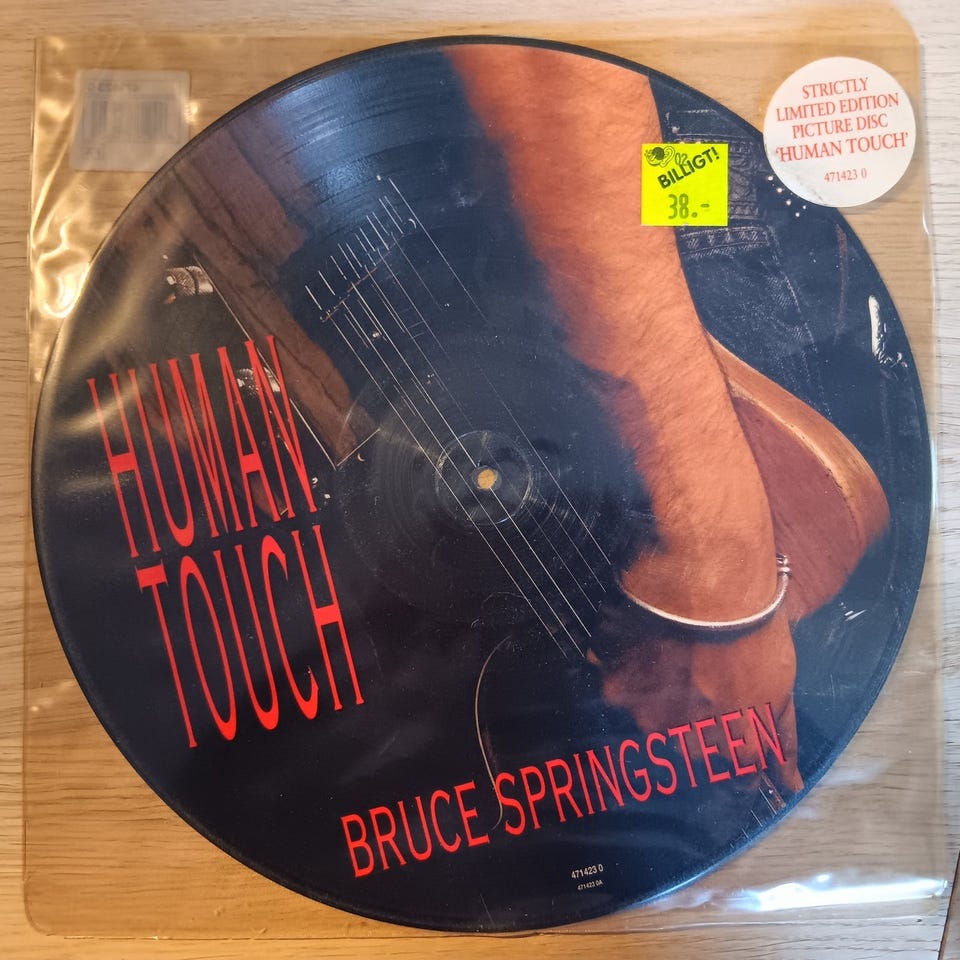 STRICTLY
LIMITED EDITION
PICTURE DISC
'HUMAN TOUCH'
471423 0
BILLIGT!
38.-
HUMAN
TOUCH
BRUCE SPRINGSTEEN
471423 0
471423 0A